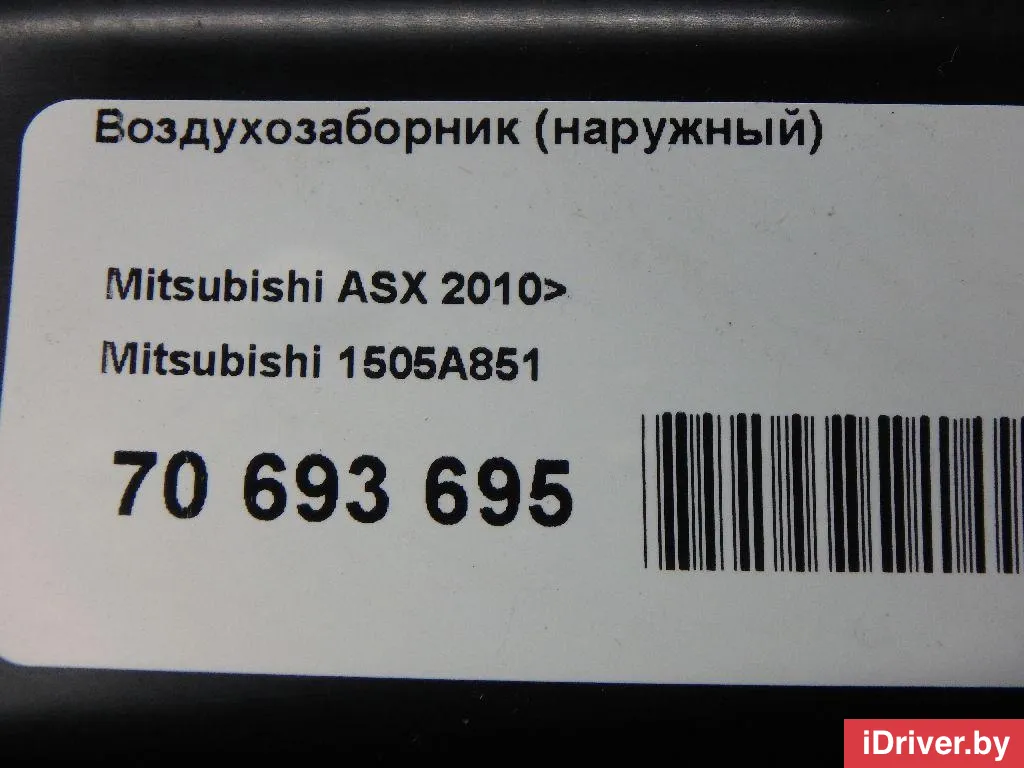 Воздухозаборник (наружный)
Mitsubishi ASX 2010>
Mitsubishi 1505A851
70 693 695
iDriver.by